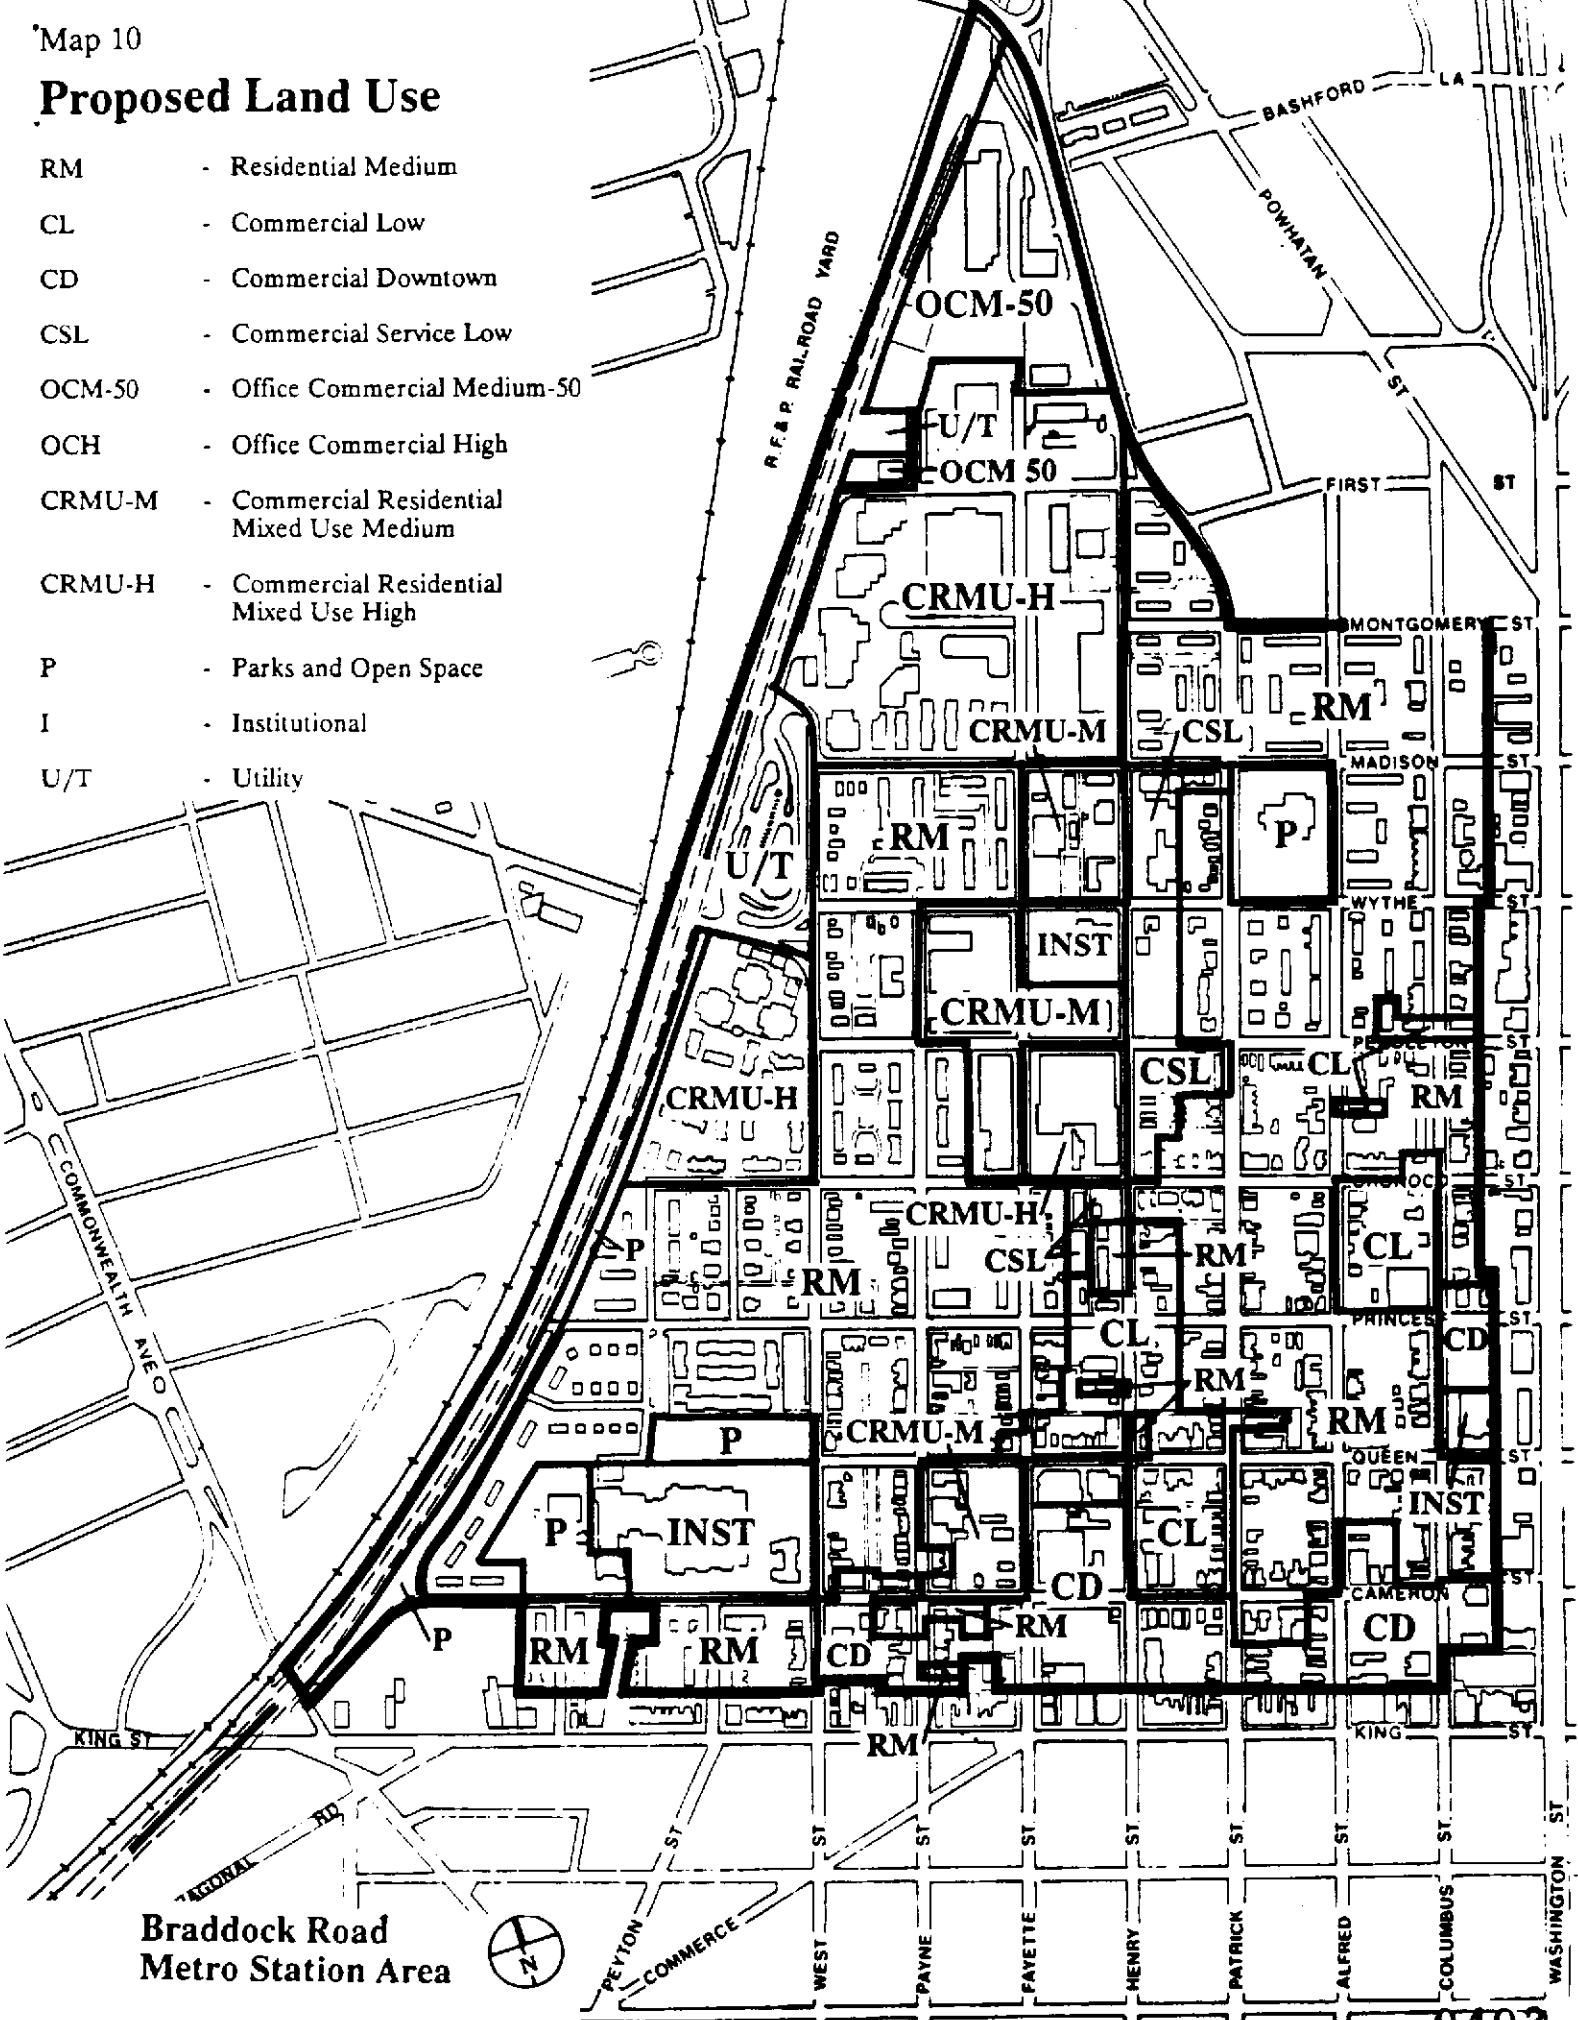 Map 10
Proposed Land Use
RM - Residential Medium
CL - Commercial Low
CD - Commercial Downtown
CSL - Commercial Service Low
OCM-50 - Office Commercial Medium-50
OCH - Office Commercial High
CRMU-M - Commercial Residential
Mixed Use Medium
CRMU-H - Commercial Residential
Mixed Use High
P - Parks and Open Space
I - Institutional
U/T - Utility
BASHFORD LA
POWHATAN ST
R.F.&P. RAILROAD YARD
OCM-50
U/T
OCM 50
FIRST ST
CRMU-H
MONTGOMERY ST
RM
CRMU-M
CSL
MADISON ST
RM
P
U/T
WYTHE ST
INST
CRMU-M
PENDLETON ST
CSL
CL
RM
CRMU-H
COMMONWEALTH AVE
ORONOCO ST
CRMU-H
P
CSL
RM
CL
RM
PRINCESS ST
CL
CD
RM
CRMU-M
RM
P
QUEEN ST
INST
P
INST
CL
CD
CAMERON ST
P
RM
RM
CD
RM
CD
RM
KING ST
KING ST
RD
PEYTON ST
COMMERCE
WEST ST
PAYNE ST
FAYETTE ST
HENRY ST
PATRICK ST
ALFRED ST
COLUMBUS ST
WASHINGTON ST
Braddock Road
Metro Station Area
N